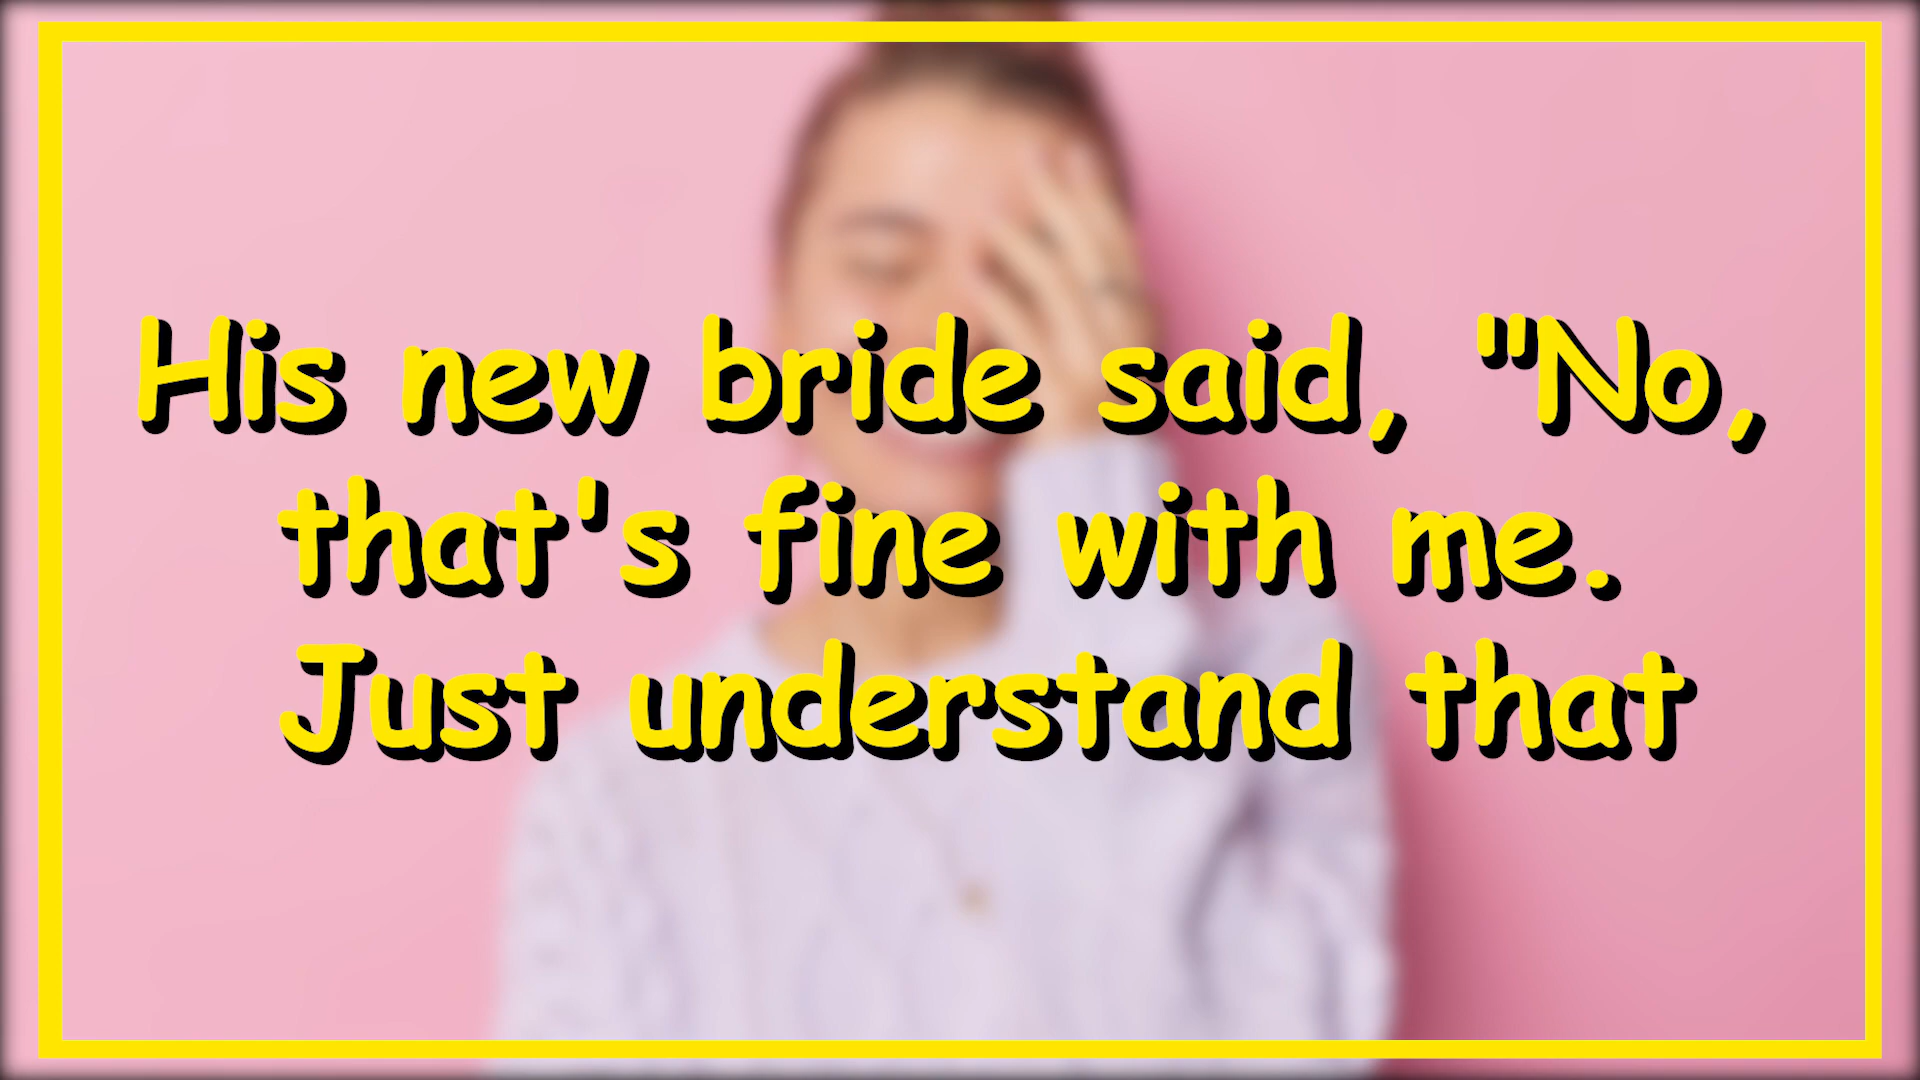 His new bride said, "No,
that's fine with me.
Just understand that